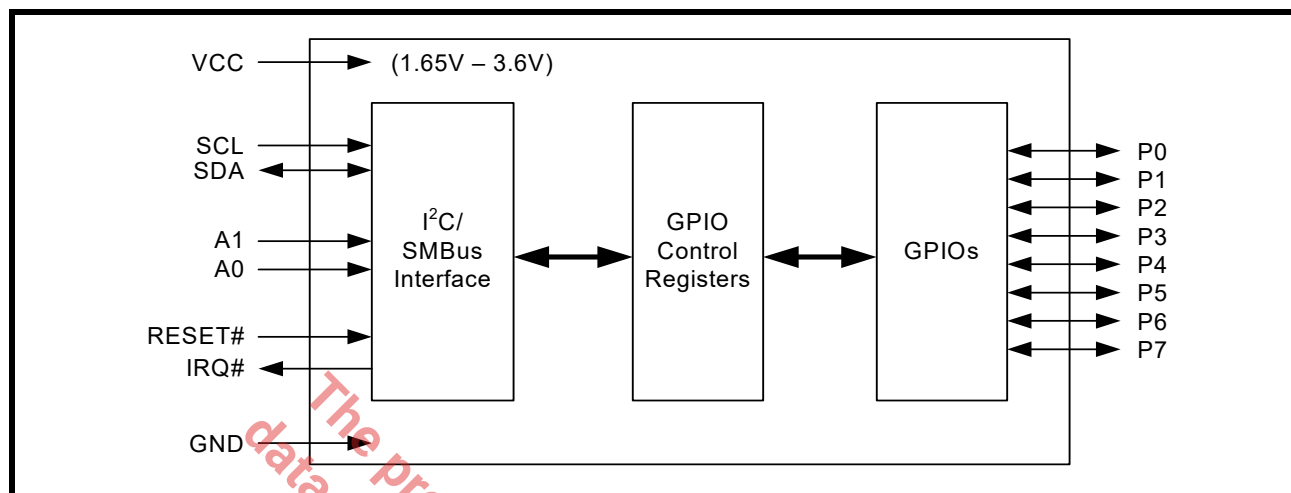 VCC
(1.65V – 3.6V)
SCL
SDA
A1
A0
RESET#
IRQ#
GND
I²C/
SMBus
Interface
GPIO
Control
Registers
GPIOs
P0
P1
P2
P3
P4
P5
P6
P7
The
data